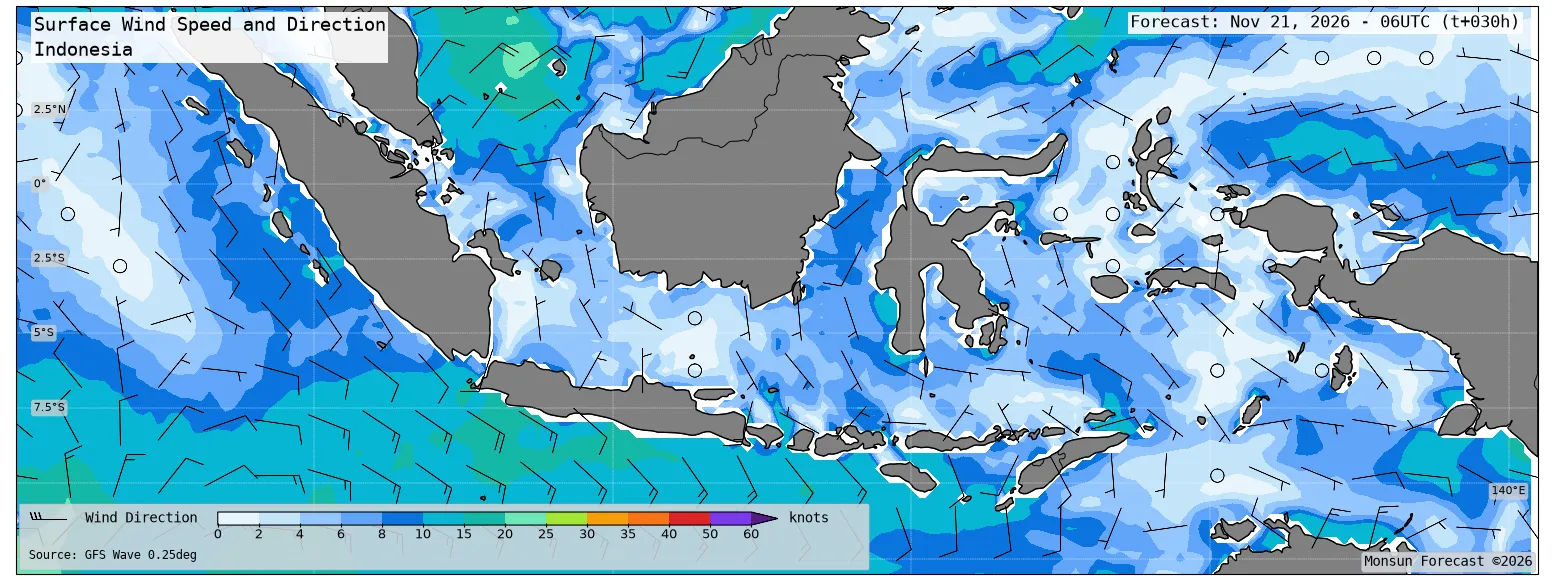 Surface Wind Speed and Direction
Indonesia
Forecast: Nov 21, 2026 - 06UTC (t+030h)
2.5°N
0°
2.5°S
5°S
7.5°S
140°E
Wind Direction
0 2 4 6 8 10 15 20 25 30 35 40 50 60
knots
Source: GFS Wave 0.25deg
Monsun Forecast ©2026